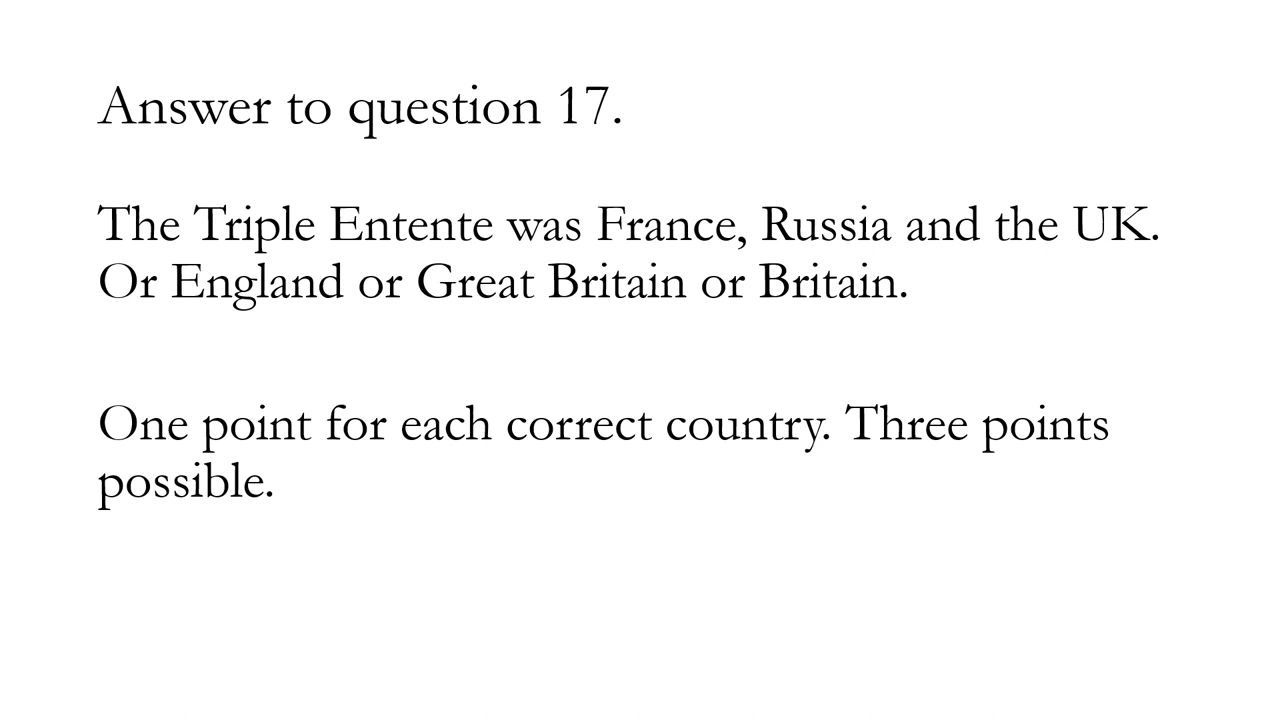 Answer to question 17.
The Triple Entente was France, Russia and the UK.
Or England or Great Britain or Britain.
One point for each correct country. Three points
possible.